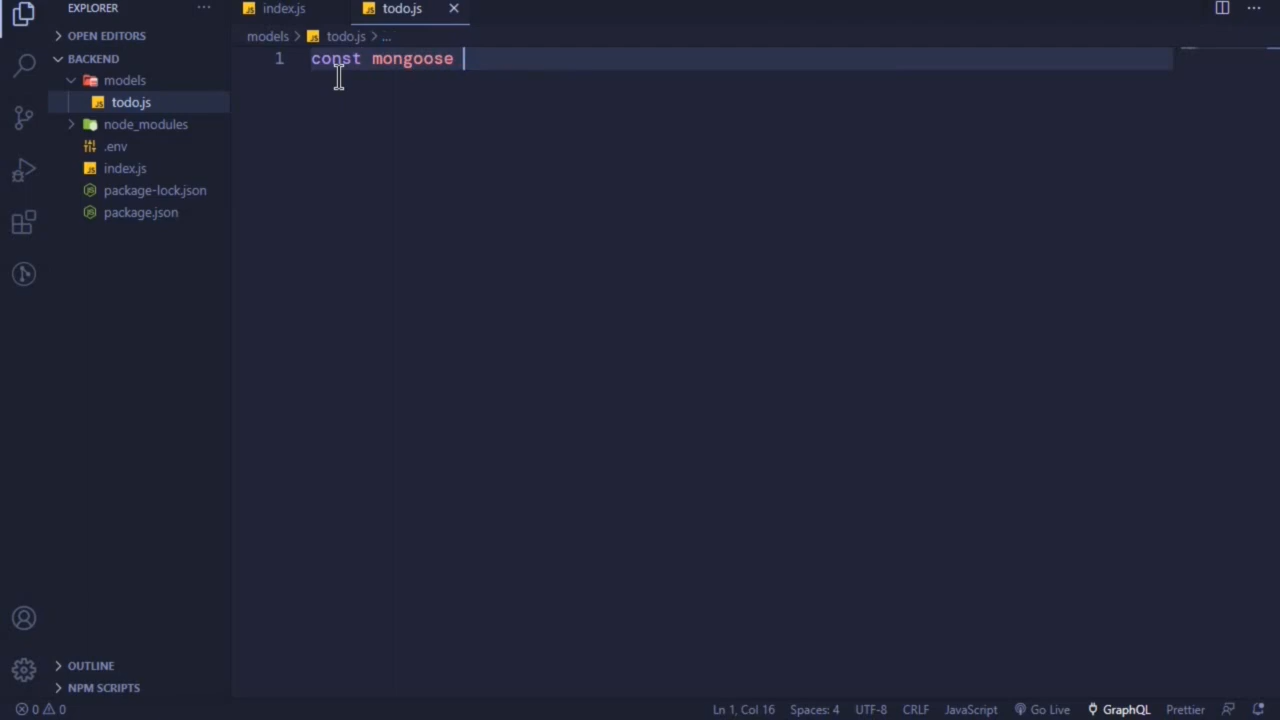 EXPLORER ...
index.js
todo.js
OPEN EDITORS
models > todo.js > ...
BACKEND
1 const mongoose
models
todo.js
node_modules
.env
index.js
package-lock.json
package.json
OUTLINE
NPM SCRIPTS
0 0
Ln 1, Col 16 Spaces: 4 UTF-8 CRLF JavaScript Go Live GraphQL Prettier